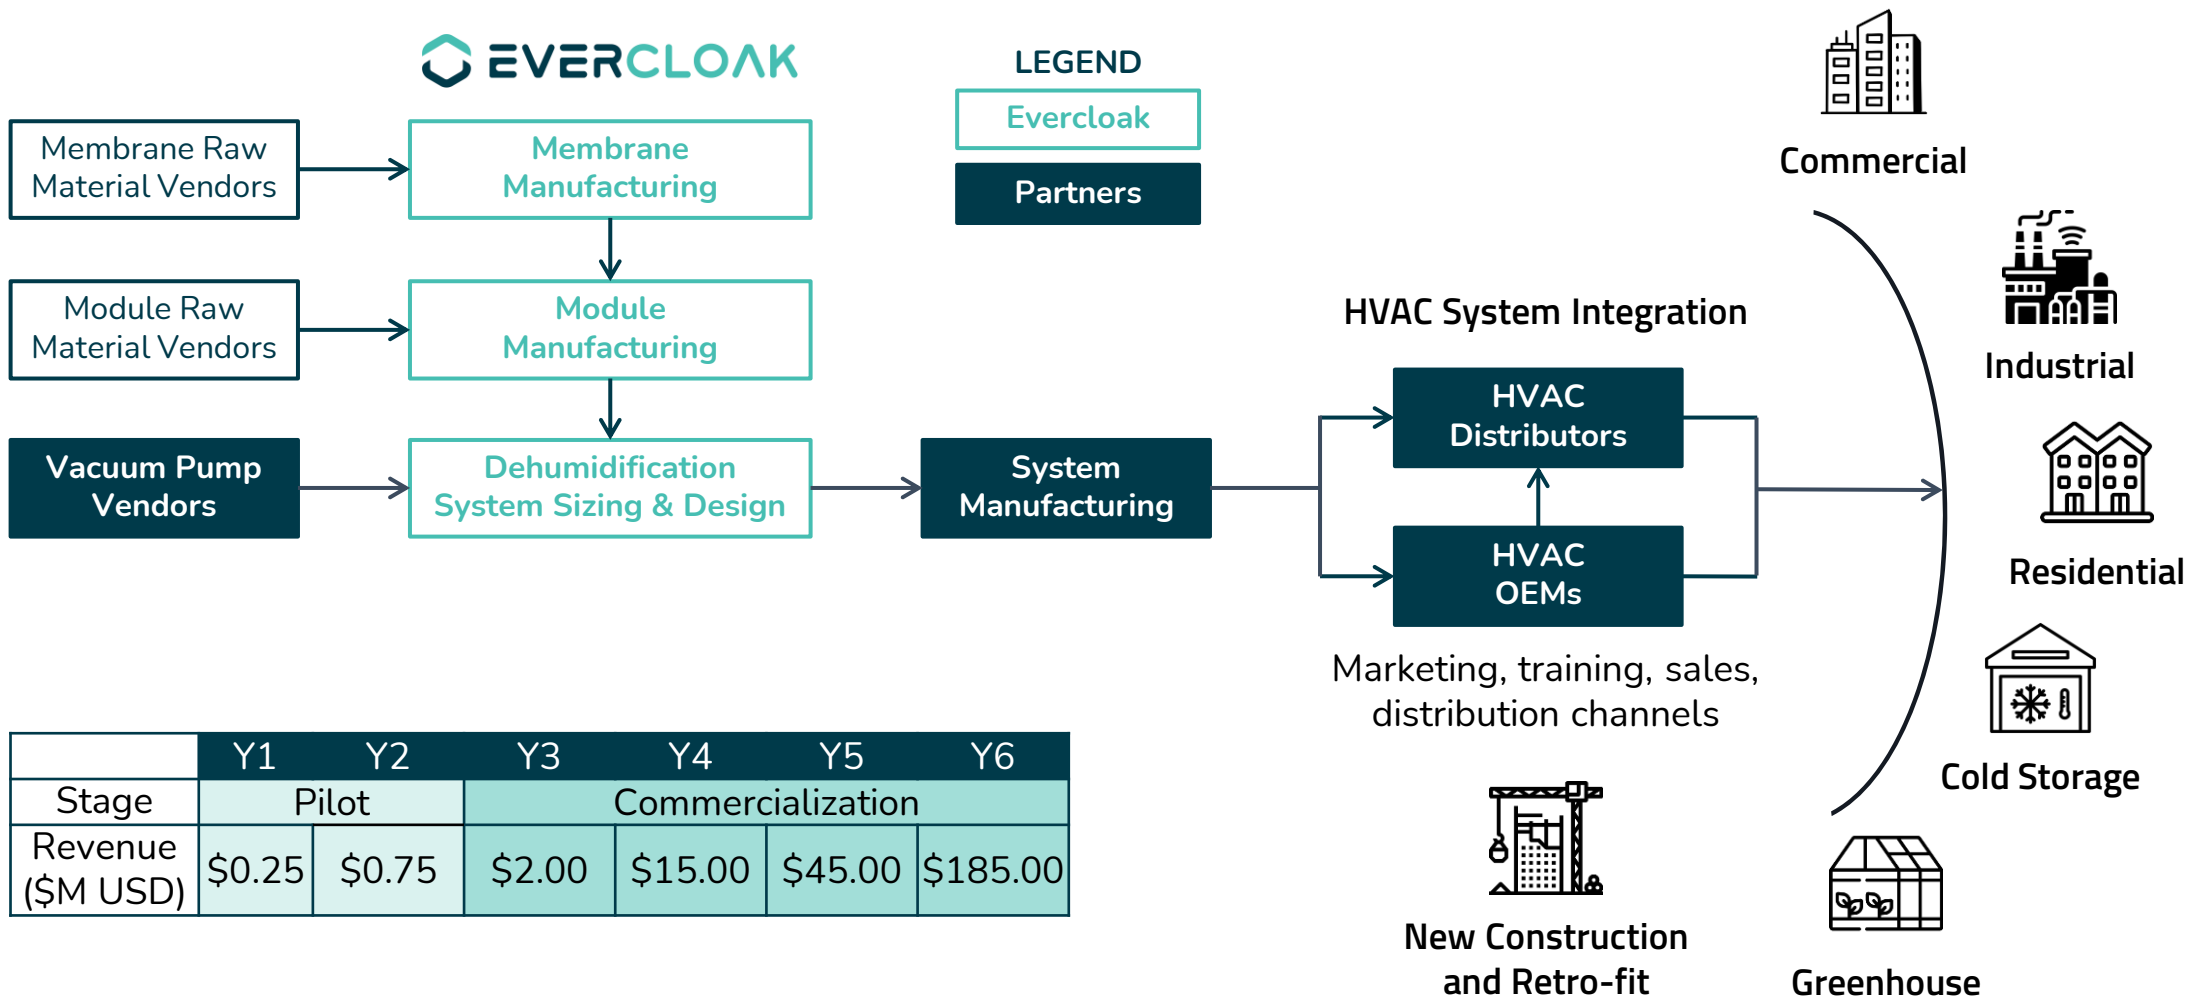 EVERCLOAK
LEGEND
Evercloak
Partners
Membrane Raw
Material Vendors
Membrane
Manufacturing
Module Raw
Material Vendors
Module
Manufacturing
Vacuum Pump
Vendors
Dehumidification
System Sizing & Design
System
Manufacturing
HVAC System Integration
HVAC
Distributors
HVAC
OEMs
Marketing, training, sales,
distribution channels
New Construction
and Retro-fit
Commercial
Industrial
Residential
Cold Storage
Greenhouse
Y1 Y2 Y3 Y4 Y5 Y6
Stage Pilot Commercialization
Revenue
($M USD) $0.25 $0.75 $2.00 $15.00 $45.00 $185.00